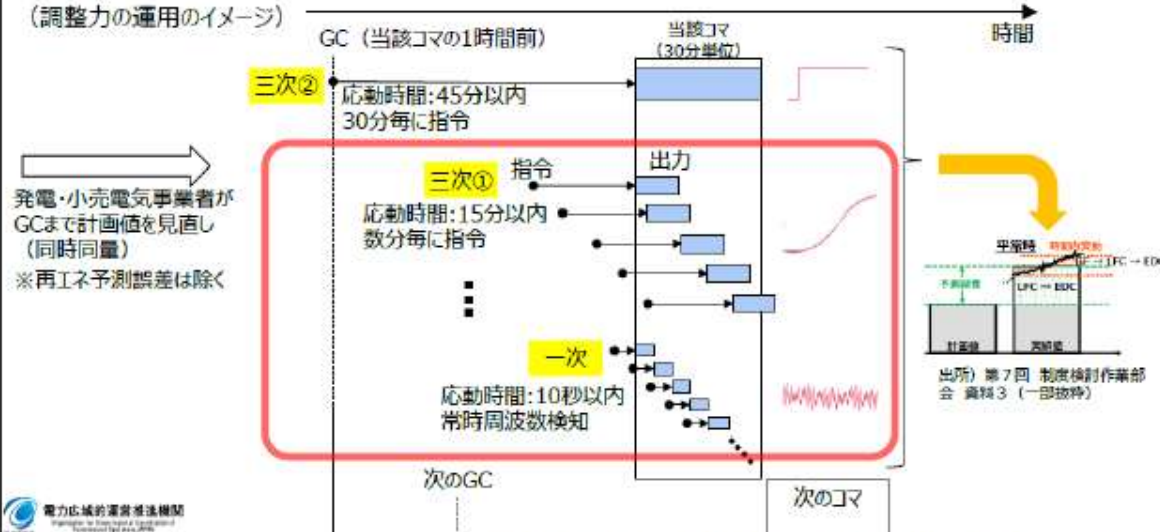 (調整力の運用のイメージ)
時間
GC(当該コマの1時間前)
当該コマ
(30分単位)
三次②
応動時間:45分以内
30分毎に指令
発電・小売電気事業者が
GCまで計画値を見直し
(同時同量)
※再エネ予測誤差は除く
三次①
指令
出力
応動時間:15分以内
数分毎に指令
一次
応動時間:10秒以内
常時周波数検知
平常時
LFC ⇒ EDC
計画値
実績値
出所)第7回 制度検討作業部
会 資料3(一部抜粋)
次のGC
次のコマ
電力広域的運営推進機関